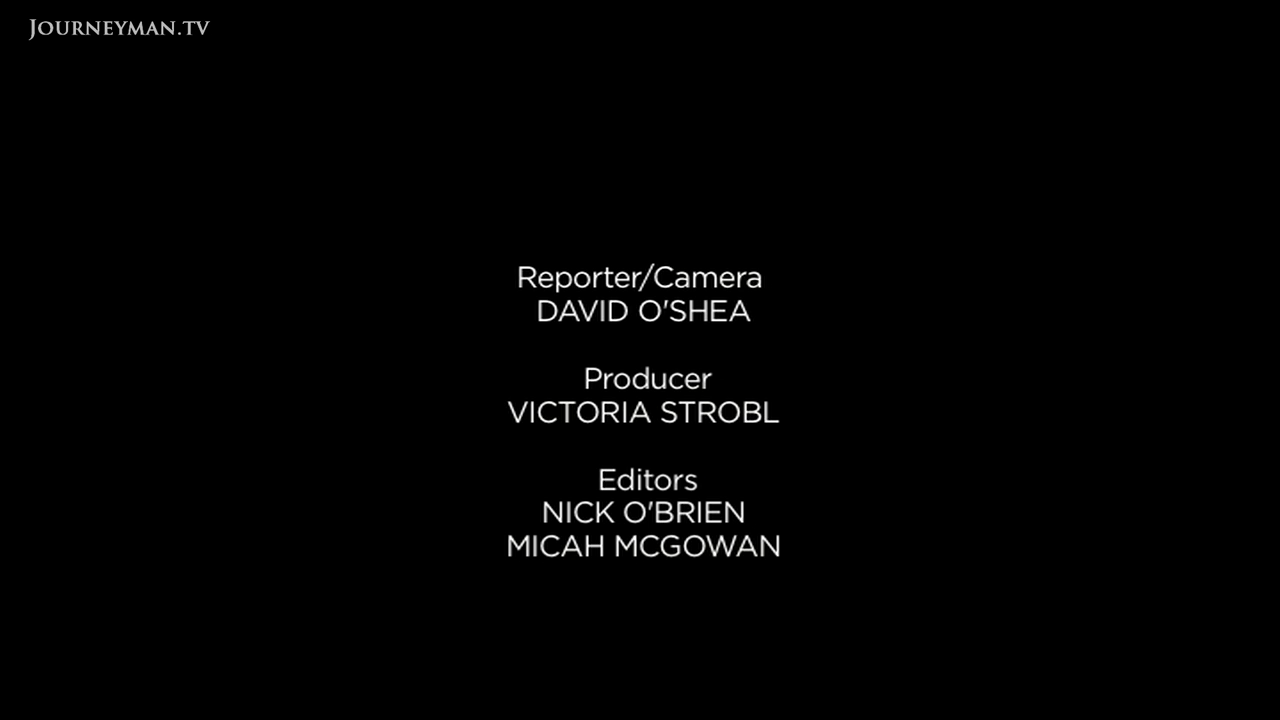 JOURNEYMAN.TV
Reporter/Camera
DAVID O'SHEA
Producer
VICTORIA STROBL
Editors
NICK O'BRIEN
MICAH MCGOWAN